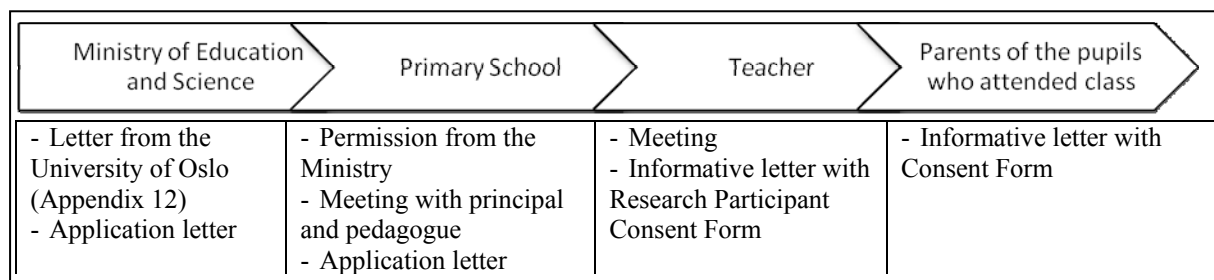 Ministry of Education
and Science
Primary School
Teacher
Parents of the pupils
who attended class
- Letter from the
University of Oslo
(Appendix 12)
- Application letter
- Permission from the
Ministry
- Meeting with principal
and pedagogue
- Application letter
- Meeting
- Informative letter with
Research Participant
Consent Form
- Informative letter with
Consent Form